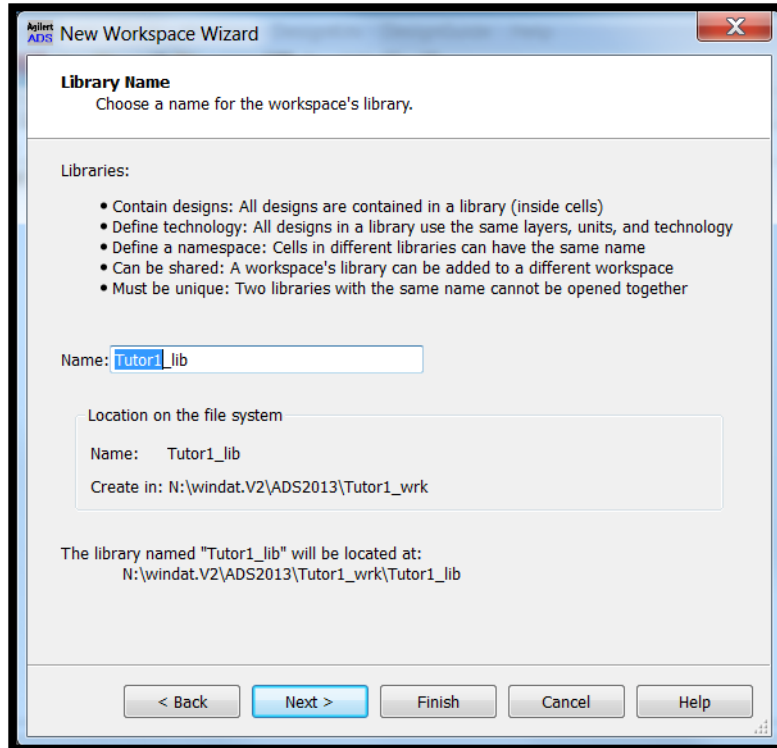 Agilent
ADS
New Workspace Wizard
X
Library Name
Choose a name for the workspace's library.
Libraries:
• Contain designs: All designs are contained in a library (inside cells)
• Define technology: All designs in a library use the same layers, units, and technology
• Define a namespace: Cells in different libraries can have the same name
• Can be shared: A workspace's library can be added to a different workspace
• Must be unique: Two libraries with the same name cannot be opened together
Name: Tutor1_lib
Location on the file system
Name: Tutor1_lib
Create in: N:\windat.V2\ADS2013\Tutor1_wrk
The library named "Tutor1_lib" will be located at:
N:\windat.V2\ADS2013\Tutor1_wrk\Tutor1_lib
< Back Next > Finish Cancel Help